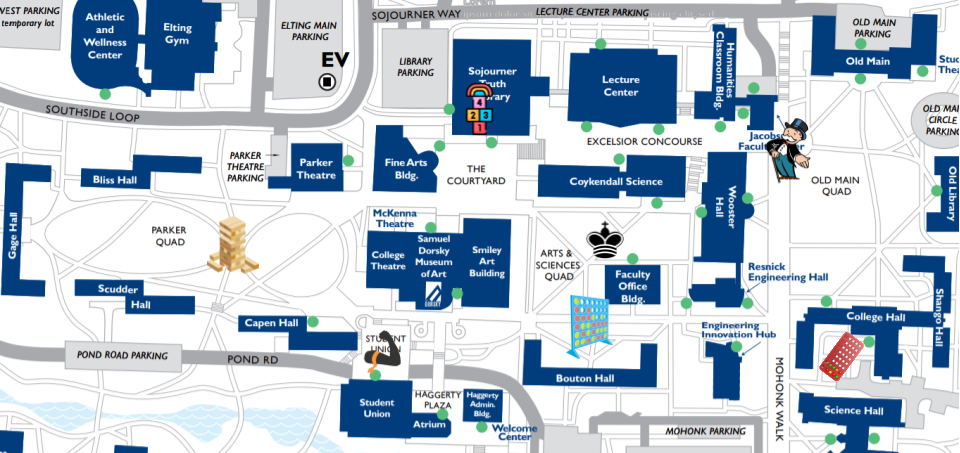 WEST PARKING
temporary lot
Athletic
and
Wellness
Center
Elting
Gym
ELTING MAIN
PARKING
EV
SOJOURNER WAY
LECTURE CENTER PARKING
LIBRARY
PARKING
Sojourner
Truth
Library
4
2 3
1
Lecture
Center
Humanities
Classroom Bldg.
OLD MAIN
PARKING
Old Main
OLD MAIN
CIRCLE
PARKING
SOUTHSIDE LOOP
EXCELSIOR CONCOURSE
PARKER
THEATRE
PARKING
Parker
Theatre
Fine Arts
Bldg.
THE
COURTYARD
Coykendall Science
Wooster
Hall
OLD MAIN
QUAD
Old Library
Bliss Hall
Gage Hall
PARKER
QUAD
McKenna
Theatre
College
Theatre
Samuel
Dorsky
Museum
of Art
DORSKY
Smiley
Art
Building
ARTS &
SCIENCES
QUAD
Faculty
Office
Bldg.
Resnick Engineering Hall
Scudder
Hall
Capen Hall
STUDENT
UNION
Engineering
Innovation Hub
College Hall
Shango Hall
POND ROAD PARKING
POND RD
Bouton Hall
MOHONK WALK
Student
Union
HAGGERTY
PLAZA
Atrium
Haggerty
Admin.
Bldg.
Welcome
Center
MOHONK PARKING
Science Hall